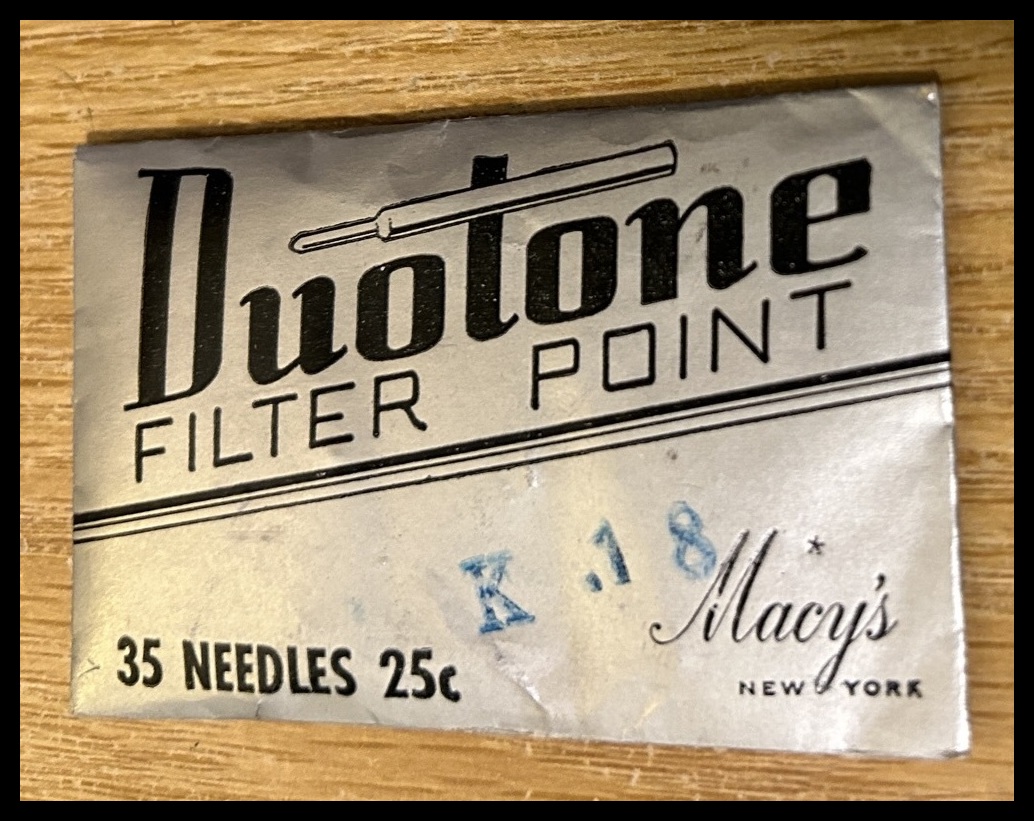 Duotone
FILTER POINT
K .18
Macy's*
NEW YORK
35 NEEDLES 25c